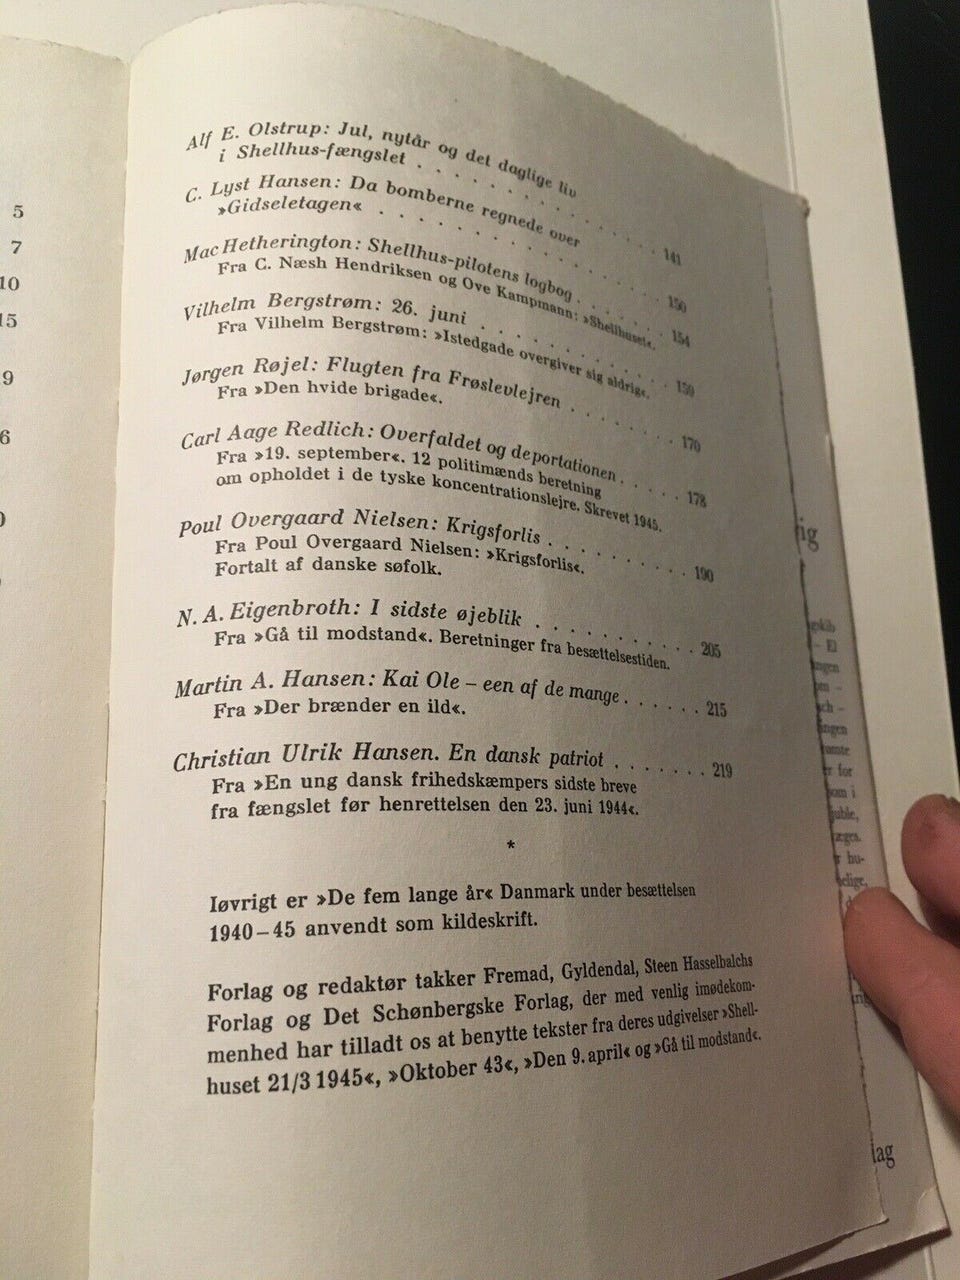 5
7
10
15
9
6
Alf E. Olstrup: Jul, nytår og det daglige liv
i Shellhus-fængslet . . . . . . . . . . . . . . 141
C. Lyst Hansen: Da bomberne regnede over
»Gidseletagen« . . . . . . . . . . . . . . . 150
Mac Hetherington: Shellhus-pilotens logbog . . . . . . 154
Fra C. Næsh Hendriksen og Ove Kampmann: »Shellhuset«.
Vilhelm Bergstrøm: 26. juni . . . . . . . . . . . 159
Fra Vilhelm Bergstrøm: »Istedgade overgiver sig aldrig«.
Jørgen Røjel: Flugten fra Frøslevlejren . . . . . . . 170
Fra »Den hvide brigade«.
Carl Aage Redlich: Overfaldet og deportationen . . . . . 178
Fra »19. september«. 12 politimænds beretning
om opholdet i de tyske koncentrationslejre. Skrevet 1945.
Poul Overgaard Nielsen: Krigsforlis . . . . . . . . . . 190
Fra Poul Overgaard Nielsen: »Krigsforlis«.
Fortalt af danske søfolk.
N. A. Eigenbroth: I sidste øjeblik . . . . . . . . . . . 205
Fra »Gå til modstand«. Beretninger fra besættelsestiden.
Martin A. Hansen: Kai Ole – een af de mange . . . . . . 215
Fra »Der brænder en ild«.
Christian Ulrik Hansen. En dansk patriot . . . . . . . 219
Fra »En ung dansk frihedskæmpers sidste breve
fra fængslet før henrettelsen den 23. juni 1944«.
*
Iøvrigt er »De fem lange år« Danmark under besættelsen
1940–45 anvendt som kildeskrift.
Forlag og redaktør takker Fremad, Gyldendal, Steen Hasselbalchs
Forlag og Det Schønbergske Forlag, der med venlig imødekom-
menhed har tilladt os at benytte tekster fra deres udgivelser »Shell-
huset 21/3 1945«, »Oktober 43«, »Den 9. april« og »Gå til modstand«.
ig
– El
om –
ch –
for
i
lag